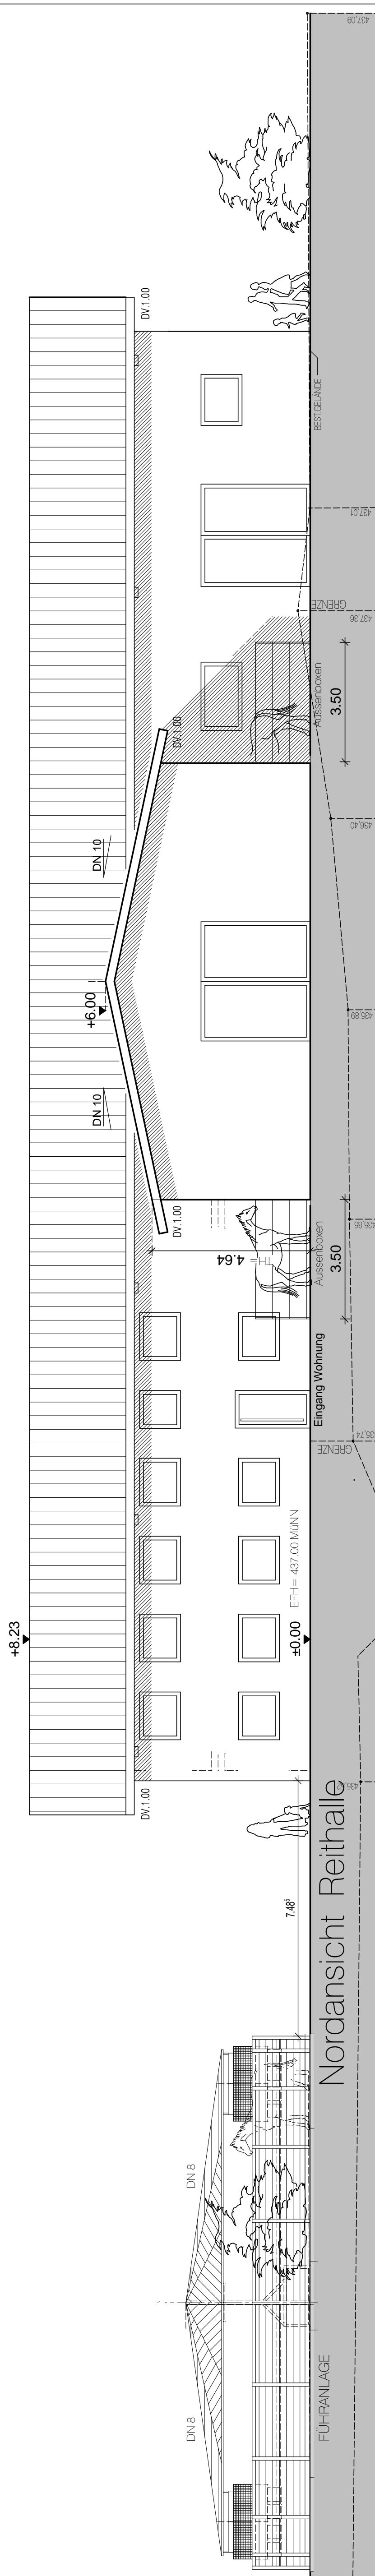 +8.23
DV.1.00
DN 8
DN 8
7.48⁵
FÜHRANLAGE
Nordansicht Reithalle
±0.00
EFH= 437.00 MüNN
Eingang Wohnung
GRENZE
DN 10
+6.00
DN 10
DV.1.00
TH= 4.64
Aussenboxen
3.50
DV.1.00
Aussenboxen
3.50
GRENZE
BEST.GELÄNDE
DV.1.00
35,74
435,85
435,89
436,40
437,36
437,01
437,09